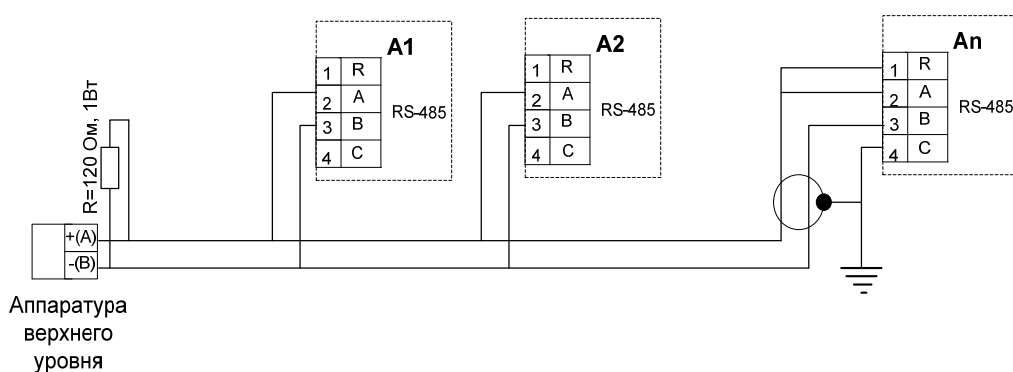 A1
1 R
2 A
3 B
4 C
RS-485
A2
1 R
2 A
3 B
4 C
RS-485
An
1 R
2 A
3 B
4 C
RS-485
R=120 Ом, 1Вт
+(A)
-(B)
Аппаратура
верхнего
уровня